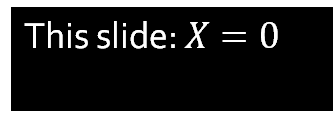 This slide: X = 0